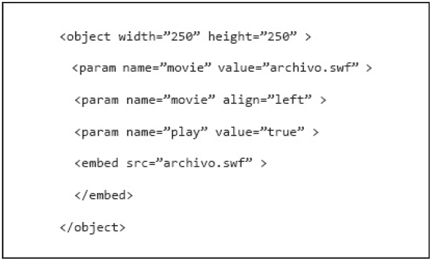 <object width=”250” height=”250” >
<param name=”movie” value=”archivo.swf” >
<param name=”movie” align=”left” >
<param name=”play” value=”true” >
<embed src=”archivo.swf” >
</embed>
</object>